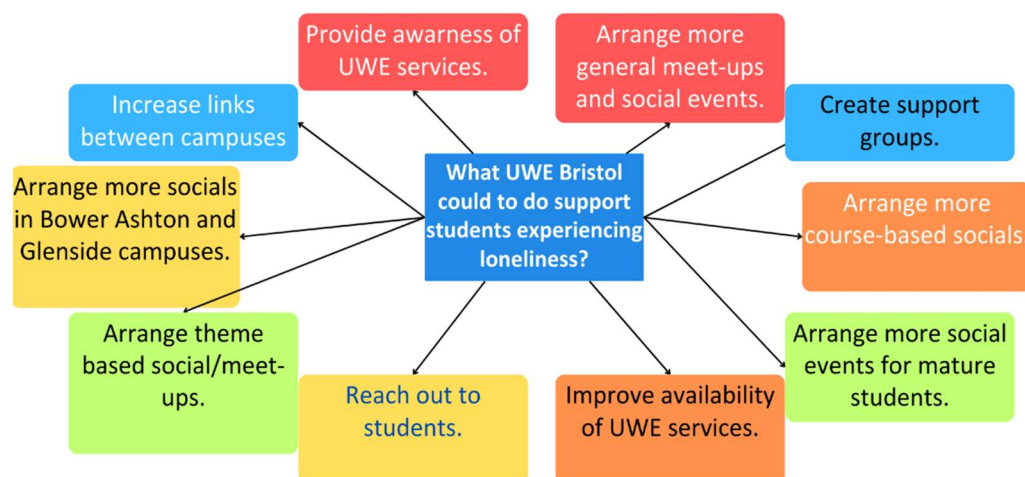 Provide awarness of
UWE services.
Arrange more
general meet-ups
and social events.
Increase links
between campuses
Create support
groups.
What UWE Bristol
could to do support
students experiencing
loneliness?
Arrange more socials
in Bower Ashton and
Glenside campuses.
Arrange more
course-based socials
Arrange theme
based social/meet-
ups.
Arrange more social
events for mature
students.
Reach out to
students.
Improve availability
of UWE services.